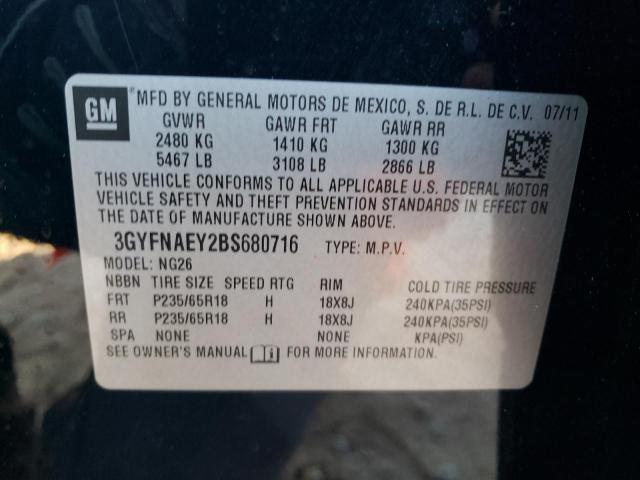 GM MFD BY GENERAL MOTORS DE MEXICO, S. DE R.L. DE C.V. 07/11
GVWR GAWR FRT GAWR RR
2480 KG 1410 KG 1300 KG
5467 LB 3108 LB 2866 LB
THIS VEHICLE CONFORMS TO ALL APPLICABLE U.S. FEDERAL MOTOR
VEHICLE SAFETY AND THEFT PREVENTION STANDARDS IN EFFECT ON
THE DATE OF MANUFACTURE SHOWN ABOVE.
3GYFNAEY2BS680716 TYPE: M.P.V.
MODEL: NG26
NBBN TIRE SIZE SPEED RTG RIM COLD TIRE PRESSURE
FRT P235/65R18 H 18X8J 240KPA(35PSI)
RR P235/65R18 H 18X8J 240KPA(35PSI)
SPA NONE NONE KPA(PSI)
SEE OWNER'S MANUAL FOR MORE INFORMATION.